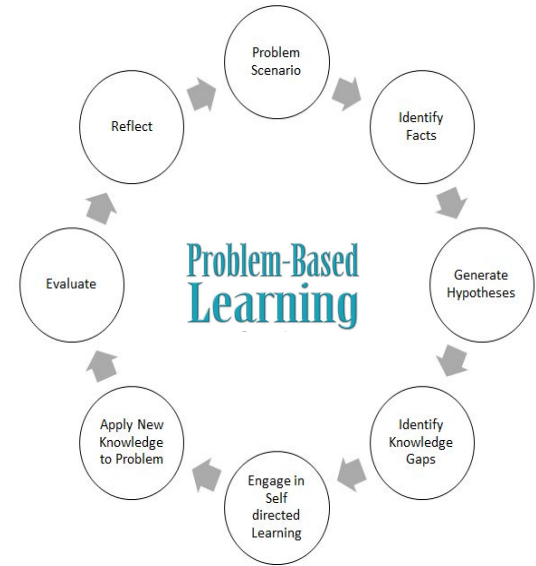 Problem
Scenario
Identify
Facts
Generate
Hypotheses
Identify
Knowledge
Gaps
Engage in
Self
directed
Learning
Apply New
Knowledge
to Problem
Evaluate
Reflect
Problem-Based
Learning